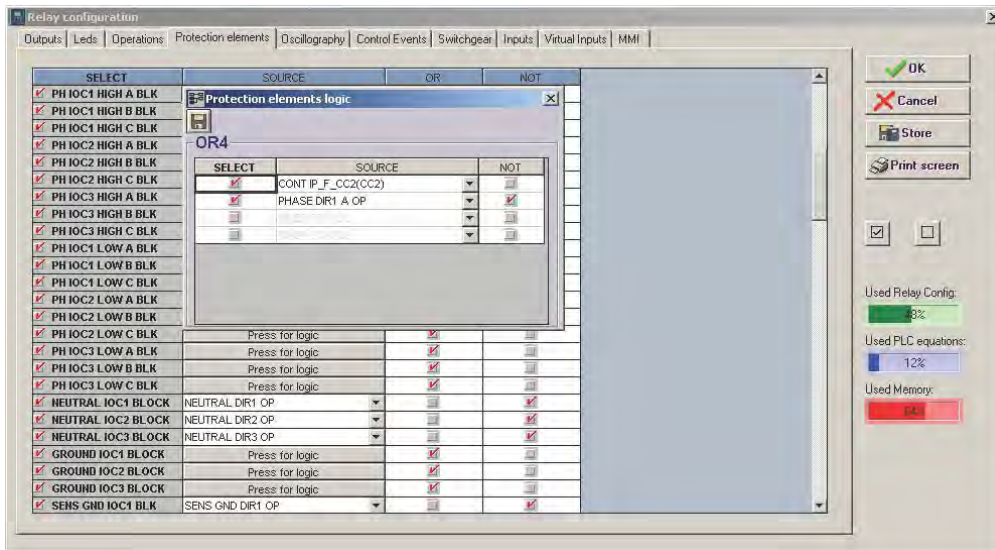 Relay configuration
Outputs Leds Operations Protection elements Oscillography Control Events Switchgear Inputs Virtual Inputs MMI
SELECT SOURCE OR NOT
PH IOC1 HIGH A BLK
PH IOC1 HIGH B BLK
PH IOC1 HIGH C BLK
PH IOC2 HIGH A BLK
PH IOC2 HIGH B BLK
PH IOC2 HIGH C BLK
PH IOC3 HIGH A BLK
PH IOC3 HIGH B BLK
PH IOC3 HIGH C BLK
PH IOC1 LOW A BLK
PH IOC1 LOW B BLK
PH IOC1 LOW C BLK
PH IOC2 LOW A BLK
PH IOC2 LOW B BLK
PH IOC2 LOW C BLK Press for logic
PH IOC3 LOW A BLK Press for logic
PH IOC3 LOW B BLK Press for logic
PH IOC3 LOW C BLK Press for logic
NEUTRAL IOC1 BLOCK NEUTRAL DIR1 OP
NEUTRAL IOC2 BLOCK NEUTRAL DIR2 OP
NEUTRAL IOC3 BLOCK NEUTRAL DIR3 OP
GROUND IOC1 BLOCK Press for logic
GROUND IOC2 BLOCK Press for logic
GROUND IOC3 BLOCK Press for logic
SENS GND IOC1 BLK SENS GND DIR1 OP
Protection elements logic
OR4
SELECT SOURCE NOT
CONT IP_F_CC2(CC2)
PHASE DIR1 A OP
OK
Cancel
Store
Print screen
Used Relay Config:
48%
Used PLC equations:
12%
Used Memory:
64%